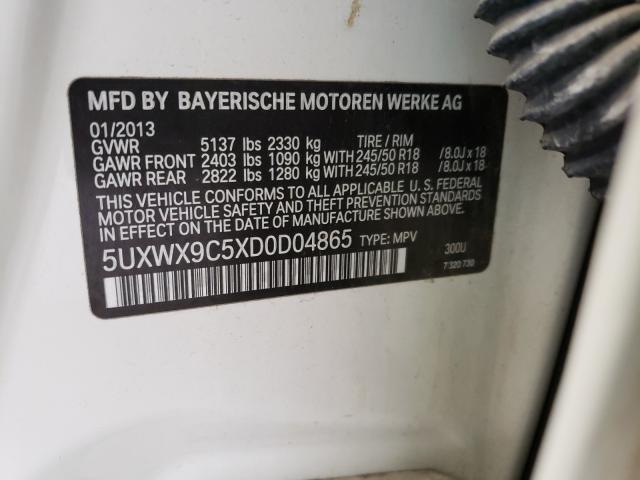 MFD BY BAYERISCHE MOTOREN WERKE AG
01/2013
GVWR 5137 lbs 2330 kg TIRE / RIM
GAWR FRONT 2403 lbs 1090 kg WITH 245/50 R18 /8.0J x 18
GAWR REAR 2822 lbs 1280 kg WITH 245/50 R18 /8.0J x 18
THIS VEHICLE CONFORMS TO ALL APPLICABLE U. S. FEDERAL
MOTOR VEHICLE SAFETY AND THEFT PREVENTION STANDARDS
IN EFFECT ON THE DATE OF MANUFACTURE SHOWN ABOVE.
5UXWX9C5XD0D04865 TYPE: MPV 300U
7 320 730